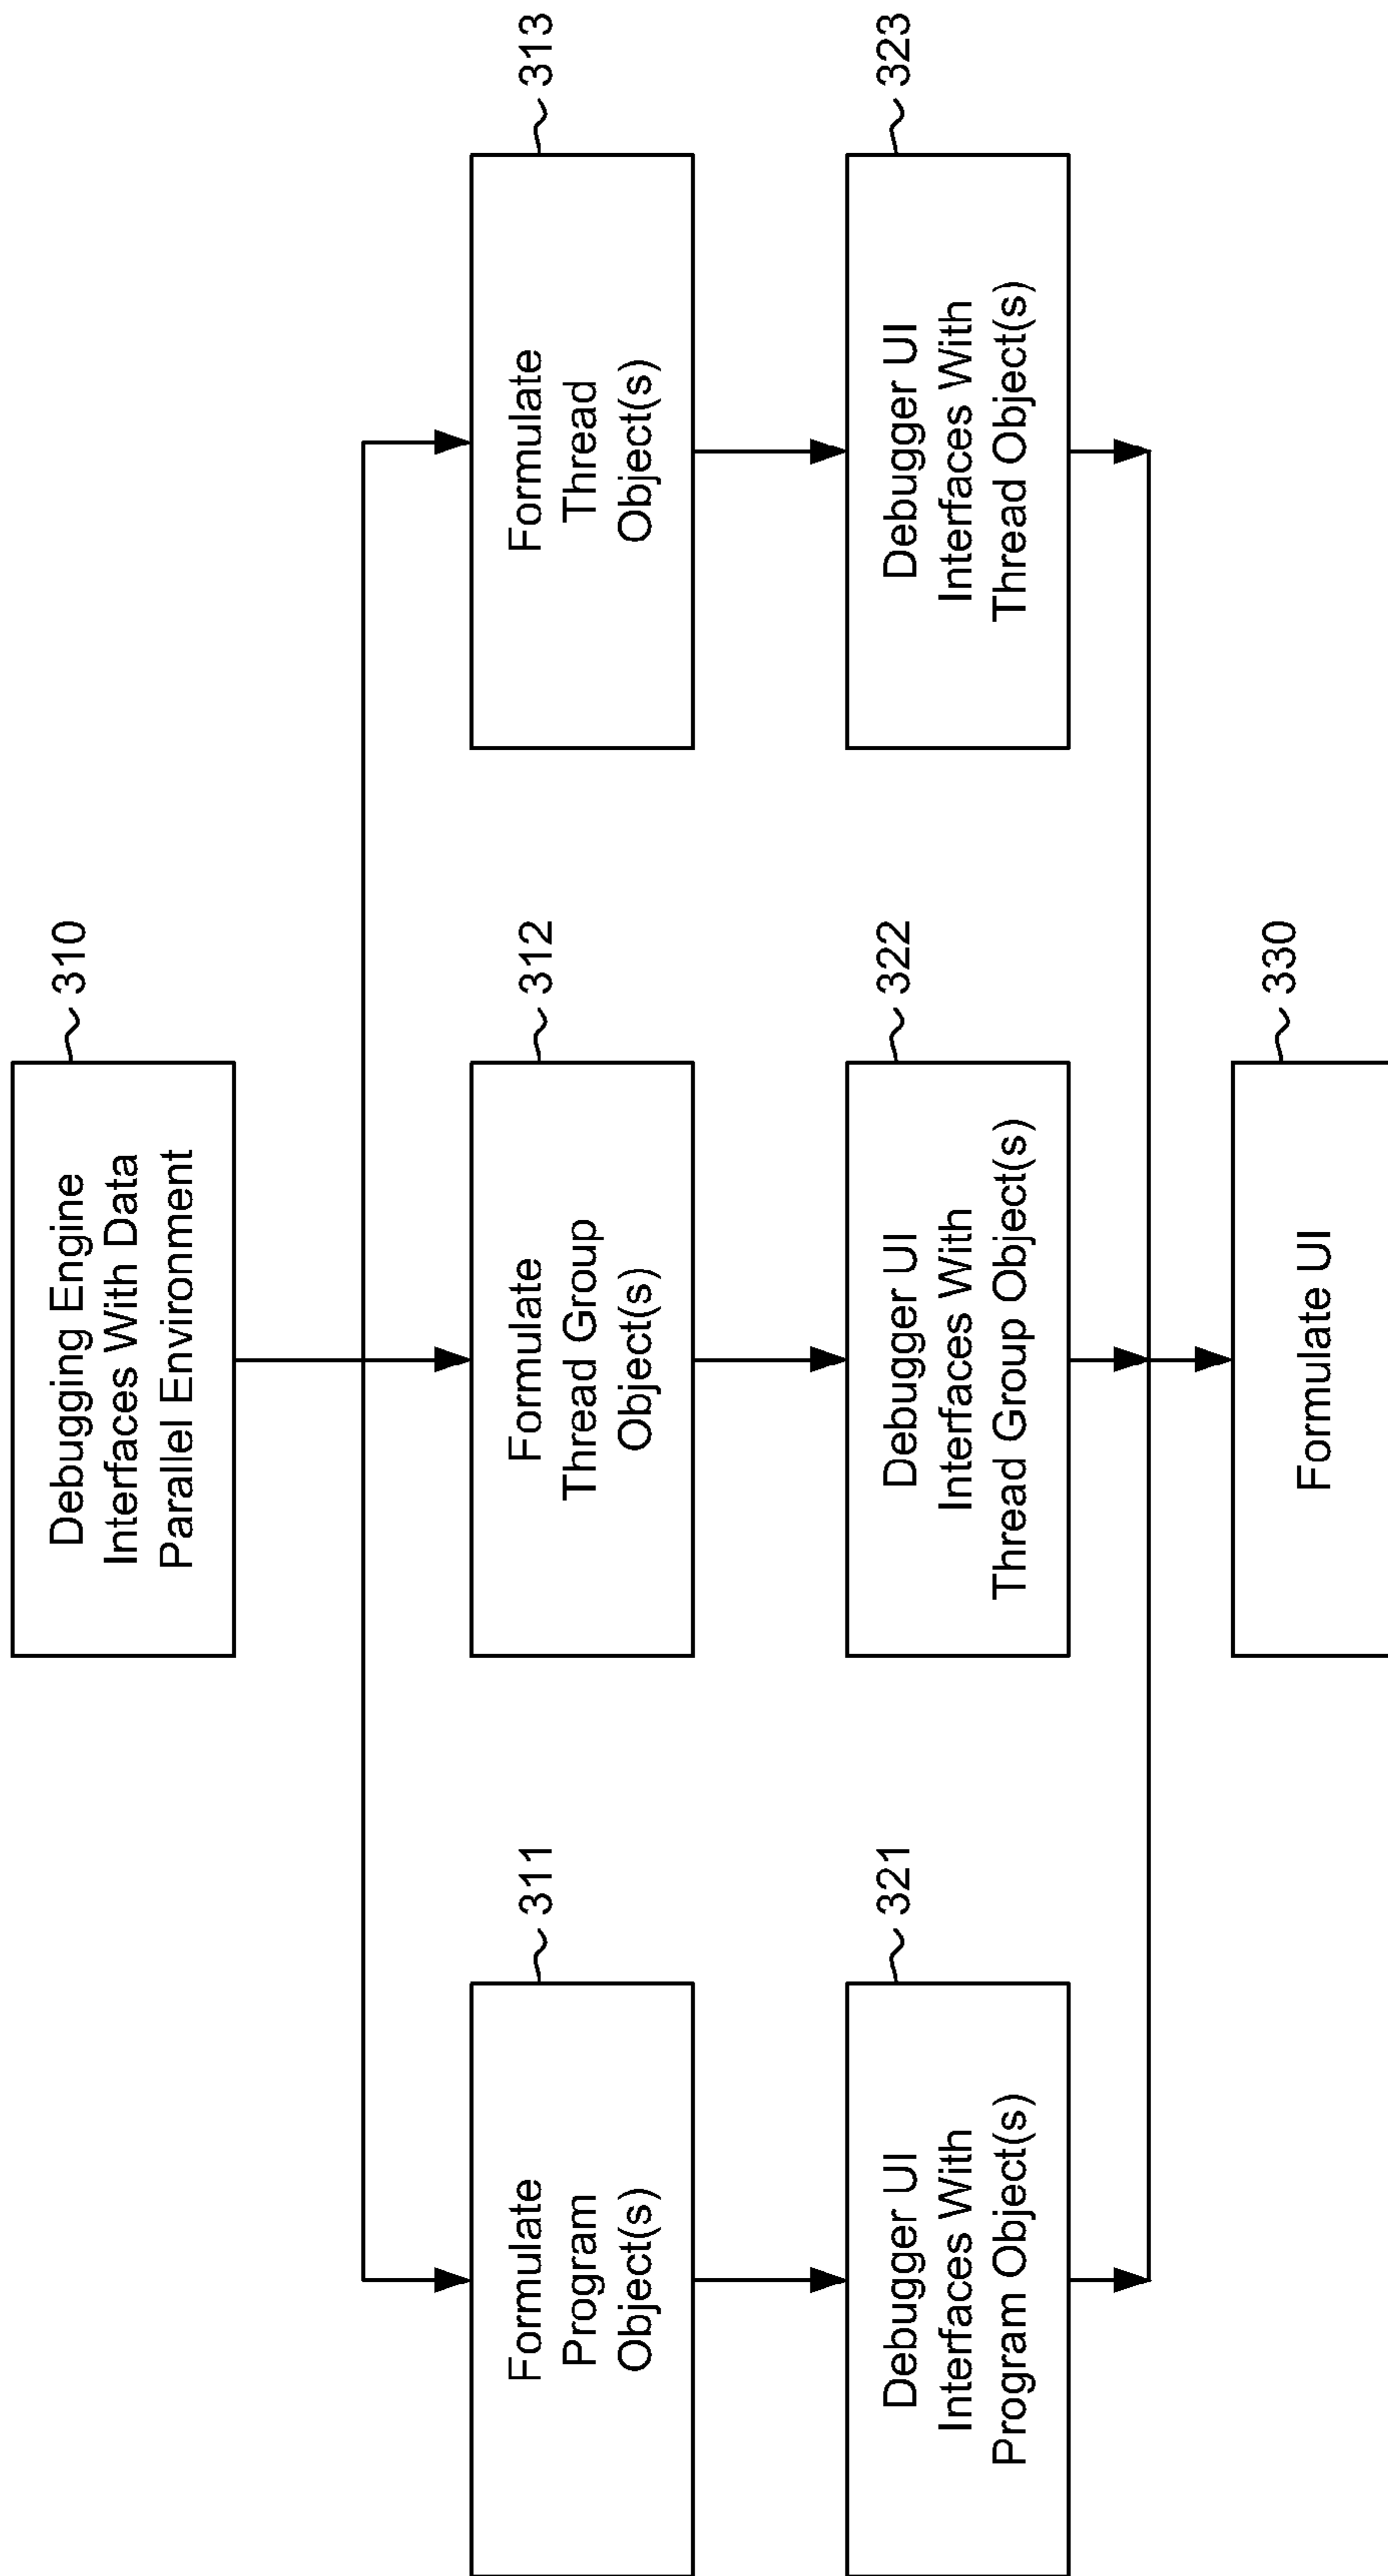 Debugging Engine
Interfaces With Data
Parallel Environment
310
Formulate
Program
Object(s)
311
Formulate
Thread Group
Object(s)
312
Formulate
Thread
Object(s)
313
Debugger UI
Interfaces With
Program Object(s)
321
Debugger UI
Interfaces With
Thread Group Object(s)
322
Debugger UI
Interfaces With
Thread Object(s)
323
Formulate UI
330